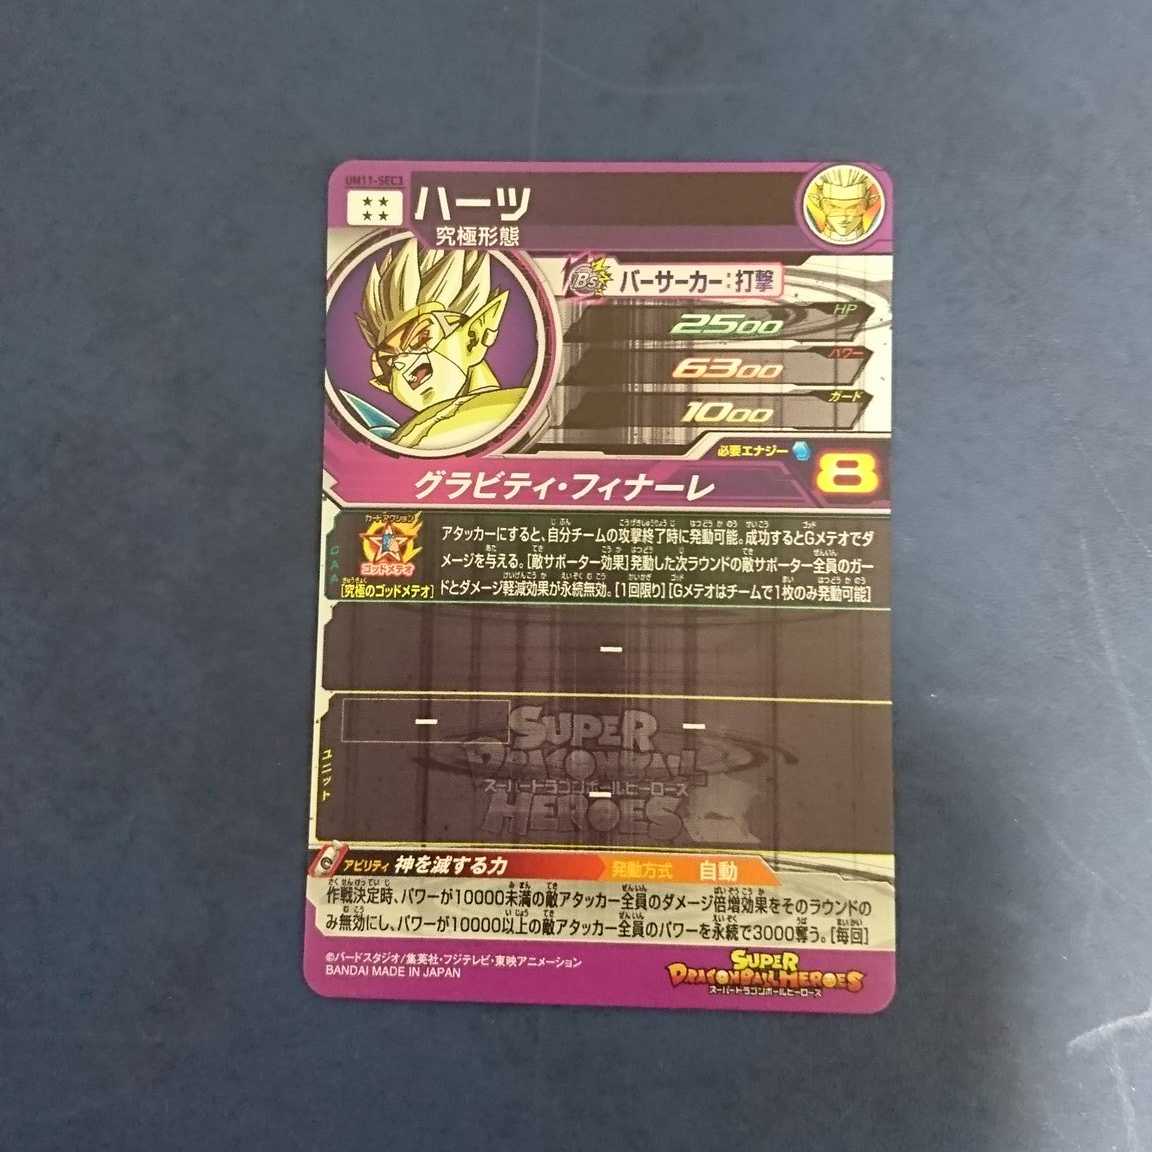 UM11-SEC3
ハーツ
究極形態
Bs
バーサーカー:打撃
2500
HP
6300
パワー
1000
ガード
必要エナジー
8
グラビティ・フィナーレ
CAA
カードアクション
ゴッドメテオ
[究極のゴッドメテオ]
アタッカーにすると、自分チームの攻撃終了時に発動可能。成功するとGメテオでダ
メージを与える。[敵サポーター効果]発動した次ラウンドの敵サポーター全員のガー
ドとダメージ軽減効果が永続無効。[1回限り][Gメテオはチームで1枚のみ発動可能]
ー
ユニット
ー
ー
ー
SUPER
DRAGONBALL
スーパードラゴンボールヒーローズ
HEROES
アビリティ 神を滅する力
発動方式 自動
作戦決定時、パワーが10000未満の敵アタッカー全員のダメージ倍増効果をそのラウンドの
み無効にし、パワーが10000以上の敵アタッカー全員のパワーを永続で3000奪う。[毎回]
©バードスタジオ/集英社・フジテレビ・東映アニメーション
BANDAI MADE IN JAPAN
SUPER
DRAGONBALL HEROES
スーパードラゴンボールヒーローズ